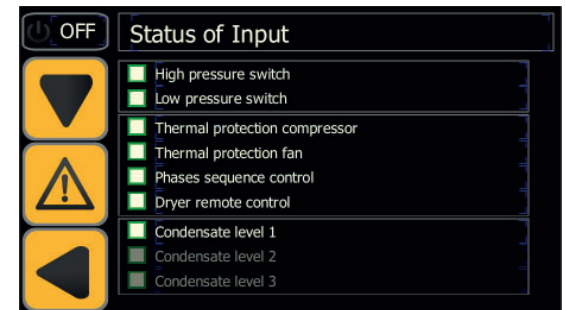 OFF
Status of Input
High pressure switch
Low pressure switch
Thermal protection compressor
Thermal protection fan
Phases sequence control
Dryer remote control
Condensate level 1
Condensate level 2
Condensate level 3